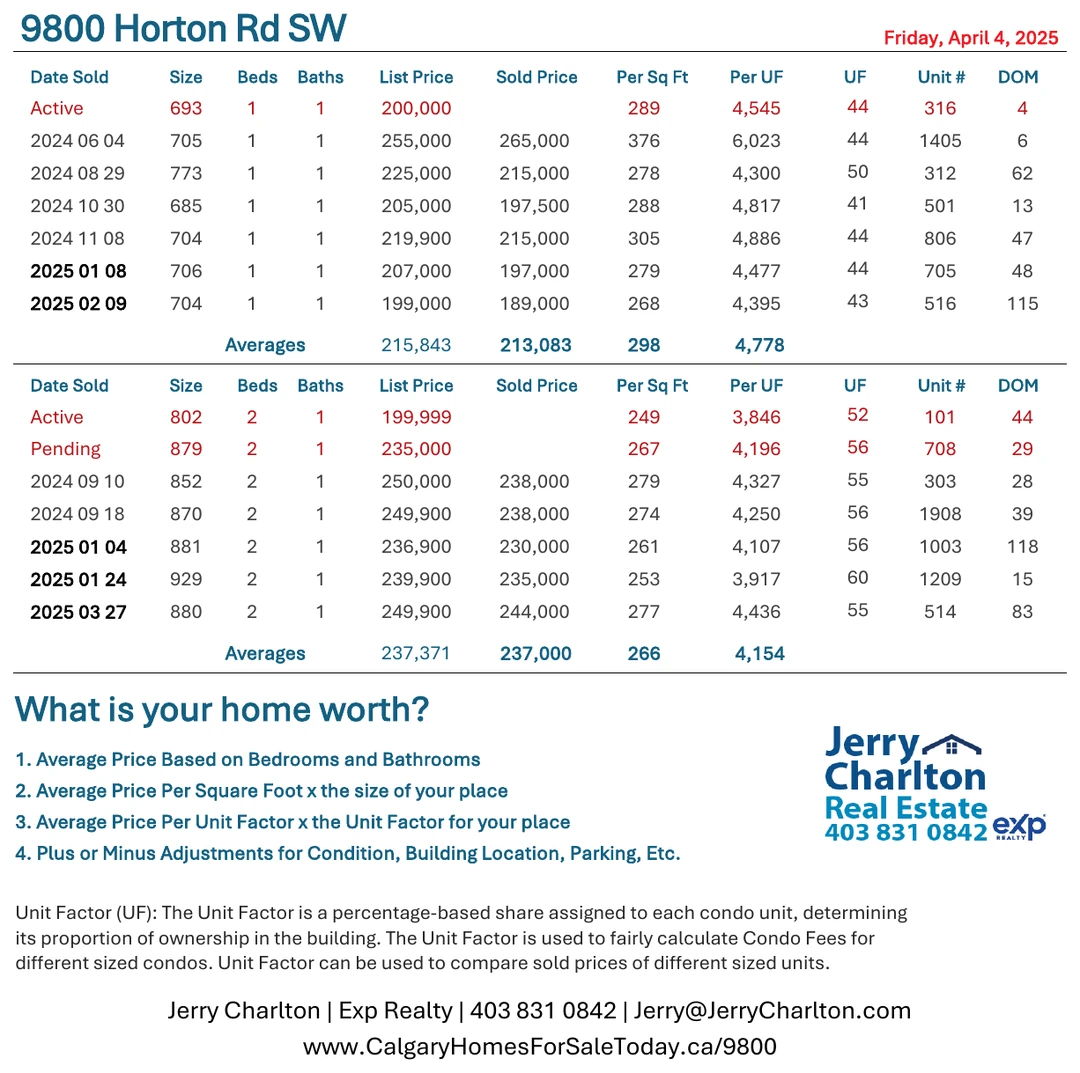 9800 Horton Rd SW
Friday, April 4, 2025
Date Sold Size Beds Baths List Price Sold Price Per Sq Ft Per UF UF Unit # DOM
Active 693 1 1 200,000 289 4,545 44 316 4
2024 06 04 705 1 1 255,000 265,000 376 6,023 44 1405 6
2024 08 29 773 1 1 225,000 215,000 278 4,300 50 312 62
2024 10 30 685 1 1 205,000 197,500 288 4,817 41 501 13
2024 11 08 704 1 1 219,900 215,000 305 4,886 44 806 47
2025 01 08 706 1 1 207,000 197,000 279 4,477 44 705 48
2025 02 09 704 1 1 199,000 189,000 268 4,395 43 516 115
Averages 215,843 213,083 298 4,778
Date Sold Size Beds Baths List Price Sold Price Per Sq Ft Per UF UF Unit # DOM
Active 802 2 1 199,999 249 3,846 52 101 44
Pending 879 2 1 235,000 267 4,196 56 708 29
2024 09 10 852 2 1 250,000 238,000 279 4,327 55 303 28
2024 09 18 870 2 1 249,900 238,000 274 4,250 56 1908 39
2025 01 04 881 2 1 236,900 230,000 261 4,107 56 1003 118
2025 01 24 929 2 1 239,900 235,000 253 3,917 60 1209 15
2025 03 27 880 2 1 249,900 244,000 277 4,436 55 514 83
Averages 237,371 237,000 266 4,154
What is your home worth?
1. Average Price Based on Bedrooms and Bathrooms
2. Average Price Per Square Foot x the size of your place
3. Average Price Per Unit Factor x the Unit Factor for your place
4. Plus or Minus Adjustments for Condition, Building Location, Parking, Etc.
Jerry
Charlton
Real Estate
403 831 0842
exp
REALTY
Unit Factor (UF): The Unit Factor is a percentage-based share assigned to each condo unit, determining
its proportion of ownership in the building. The Unit Factor is used to fairly calculate Condo Fees for
different sized condos. Unit Factor can be used to compare sold prices of different sized units.
Jerry Charlton | Exp Realty | 403 831 0842 | Jerry@JerryCharlton.com
www.CalgaryHomesForSaleToday.ca/9800